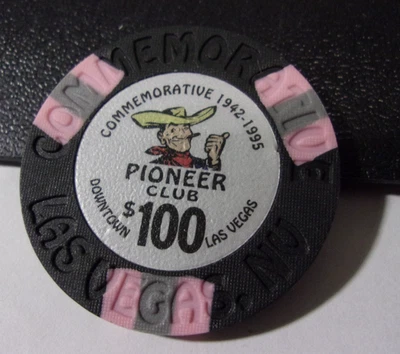 COMMEMORATIVE
COMMEMORATIVE 1942-1995
PIONEER
CLUB
$100
DOWNTOWN LAS VEGAS
LAS VEGAS, NV